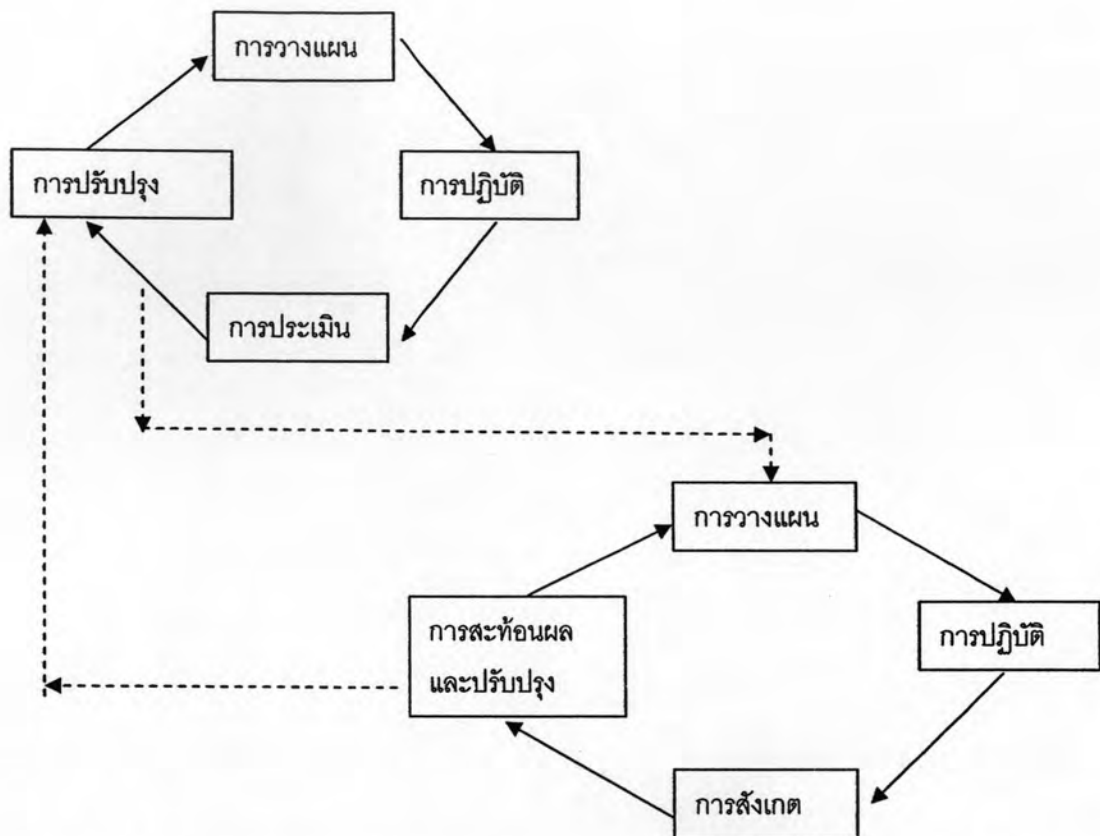 การวางแผน
การปรับปรุง
การปฏิบัติ
การประเมิน
การวางแผน
การสะท้อนผล
และปรับปรุง
การปฏิบัติ
การสังเกต